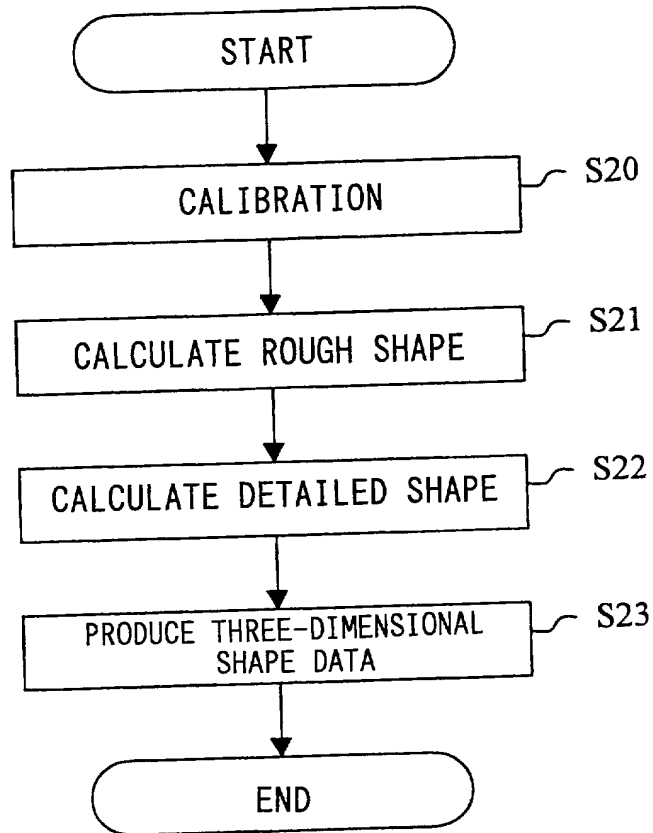 START
CALIBRATION
S20
CALCULATE ROUGH SHAPE
S21
CALCULATE DETAILED SHAPE
S22
PRODUCE THREE-DIMENSIONAL
SHAPE DATA
S23
END